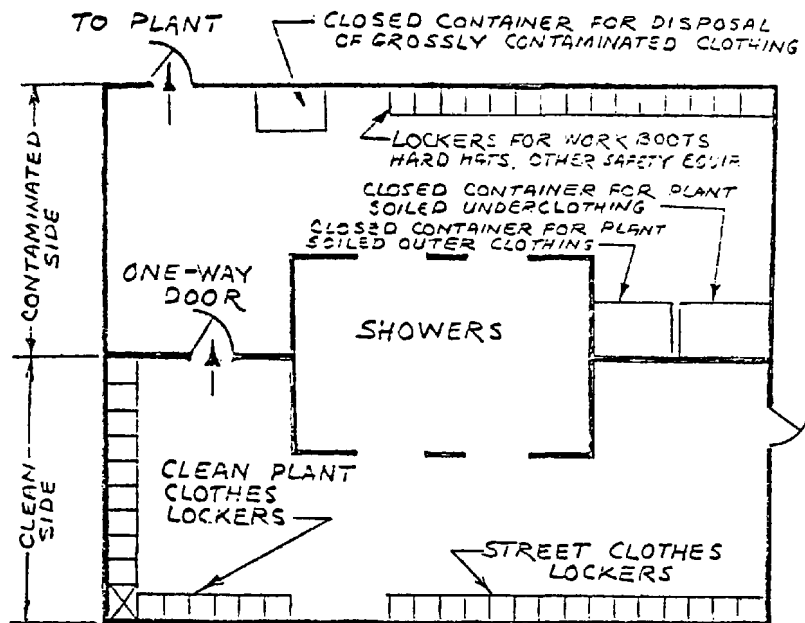 TO PLANT
CLOSED CONTAINER FOR DISPOSAL
OF GROSSLY CONTAMINATED CLOTHING
LOCKERS FOR WORK BOOTS
HARD HATS, OTHER SAFETY EQUIP.
CLOSED CONTAINER FOR PLANT
SOILED UNDERCLOTHING
CLOSED CONTAINER FOR PLANT
SOILED OUTER CLOTHING
CONTAMINATED
SIDE
ONE-WAY
DOOR
SHOWERS
CLEAN
SIDE
CLEAN PLANT
CLOTHES
LOCKERS
STREET CLOTHES
LOCKERS